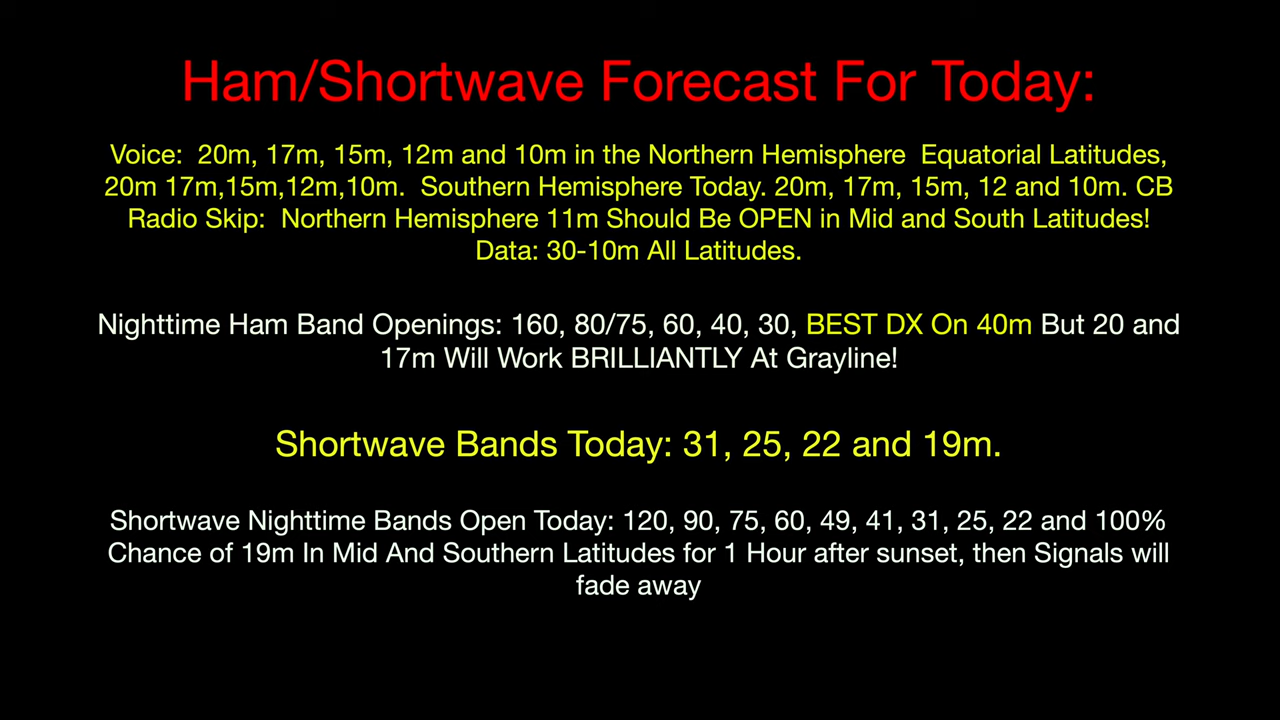 Ham/Shortwave Forecast For Today:
Voice:  20m, 17m, 15m, 12m and 10m in the Northern Hemisphere  Equatorial Latitudes,
20m 17m,15m,12m,10m.  Southern Hemisphere Today. 20m, 17m, 15m, 12 and 10m. CB
Radio Skip:  Northern Hemisphere 11m Should Be OPEN in Mid and South Latitudes!
Data: 30-10m All Latitudes.
Nighttime Ham Band Openings: 160, 80/75, 60, 40, 30, BEST DX On 40m But 20 and
17m Will Work BRILLIANTLY At Grayline!
Shortwave Bands Today: 31, 25, 22 and 19m.
Shortwave Nighttime Bands Open Today: 120, 90, 75, 60, 49, 41, 31, 25, 22 and 100%
Chance of 19m In Mid And Southern Latitudes for 1 Hour after sunset, then Signals will
fade away